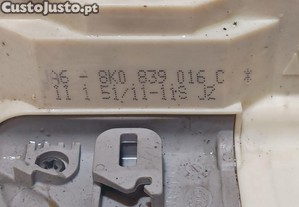 CustoJusto.pt
A6 - 8K0 839 016 C
11 1 51/11-11S JZ